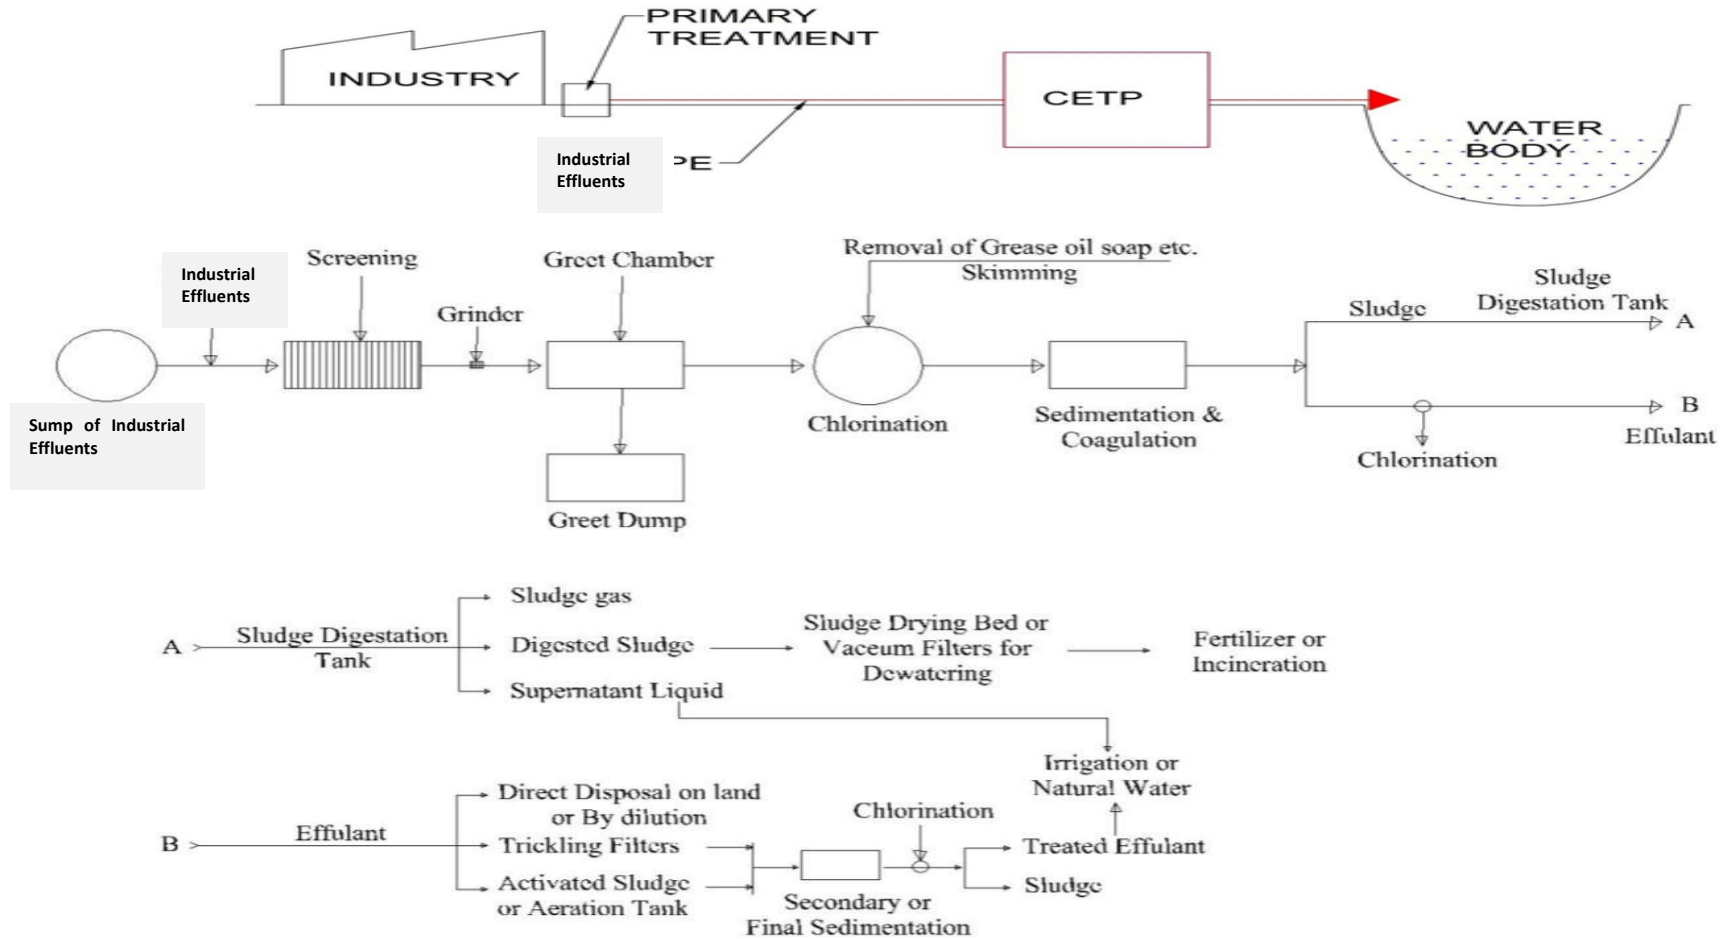 PRIMARY
TREATMENT
INDUSTRY
CETP
WATER
BODY
Industrial
Effluents
PE
Removal of Grease oil soap etc.
Skimming
Screening
Greet Chamber
Industrial
Effluents
Sludge
Digestation Tank
Grinder
Sludge
A
Sump of Industrial
Effluents
Chlorination
Sedimentation &
Coagulation
B
Effulant
Chlorination
Greet Dump
Sludge gas
A
Sludge Digestation
Tank
Digested Sludge
Sludge Drying Bed or
Vaceum Filters for
Dewatering
Fertilizer or
Incineration
Supernatant Liquid
Irrigation or
Natural Water
Direct Disposal on land
or By dilution
Chlorination
B
Effulant
Trickling Filters
Treated Effulant
Activated Sludge
or Aeration Tank
Sludge
Secondary or
Final Sedimentation